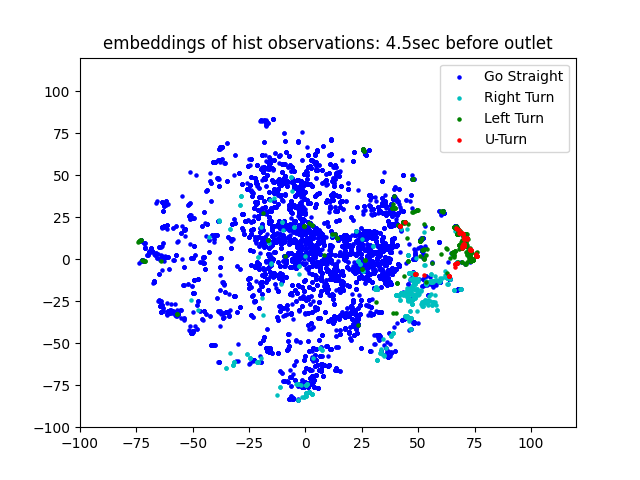 embeddings of hist observations: 4.5sec before outlet
Go Straight
Right Turn
Left Turn
U-Turn
100
75
50
25
0
−25
−50
−75
−100
−100 −75 −50 −25 0 25 50 75 100